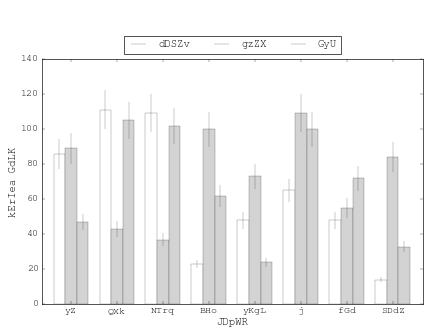 dDSZv gzZX GyU
kErIea GdLK
140
120
100
80
60
40
20
0
yZ QXk NTrq BHo yKgL j fGd SDdZ
JDpWR